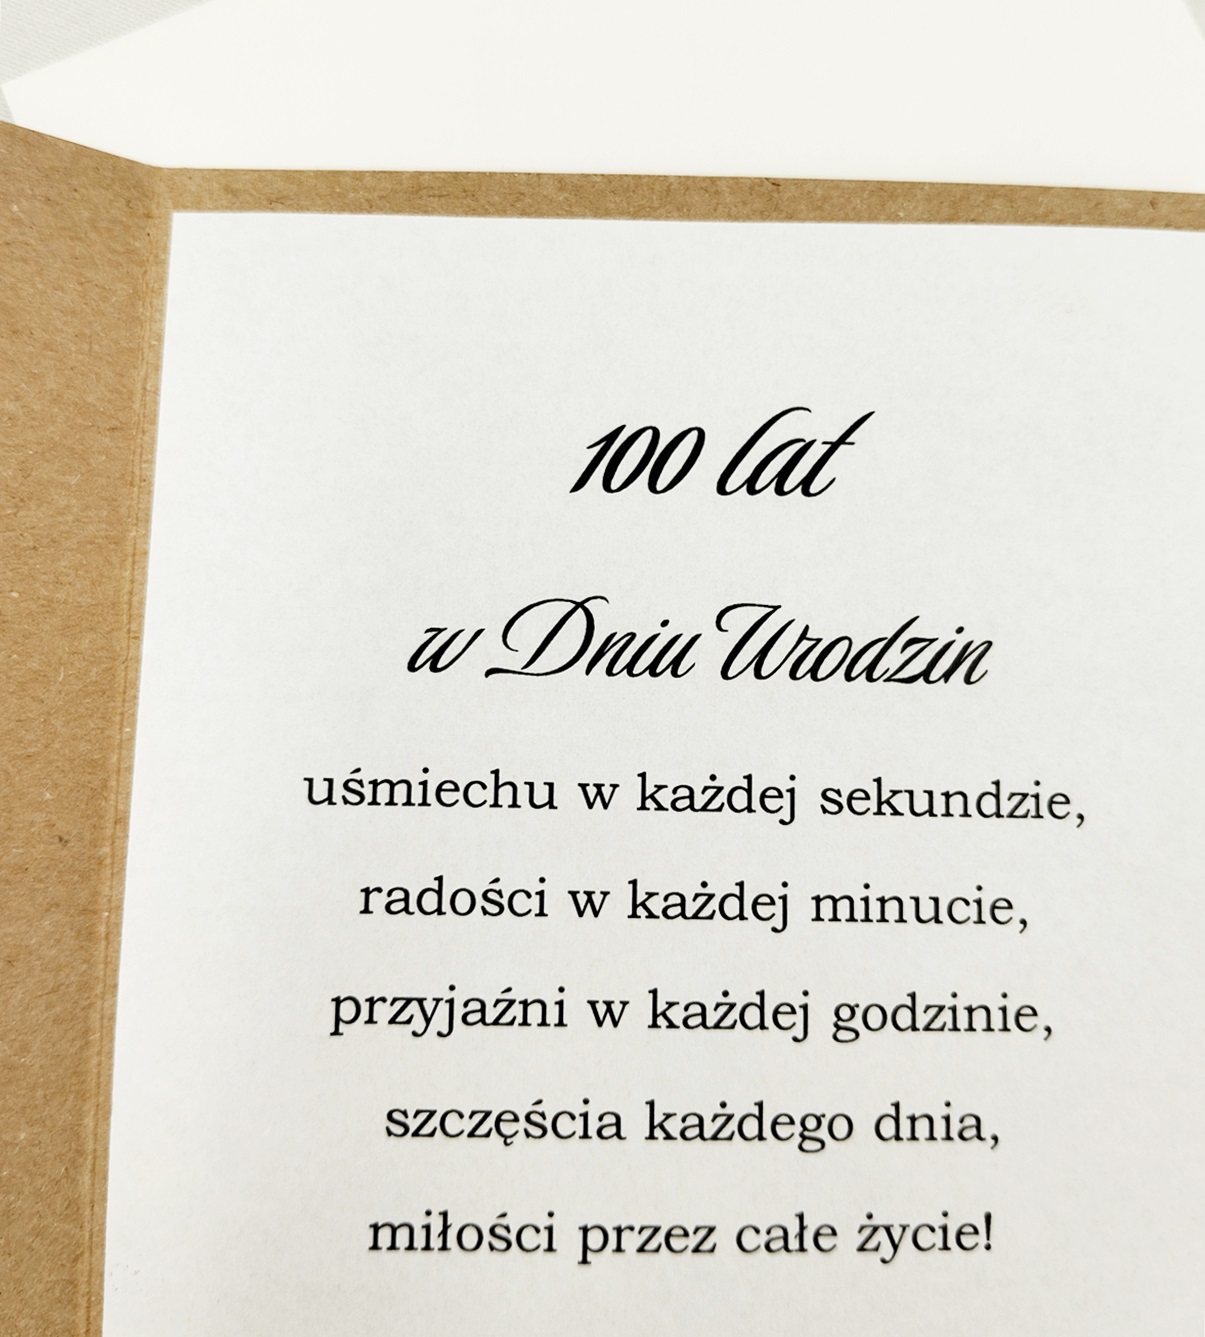 100 lat
w Dniu Urodzin
uśmiechu w każdej sekundzie,
radości w każdej minucie,
przyjaźni w każdej godzinie,
szczęścia każdego dnia,
miłości przez całe życie!